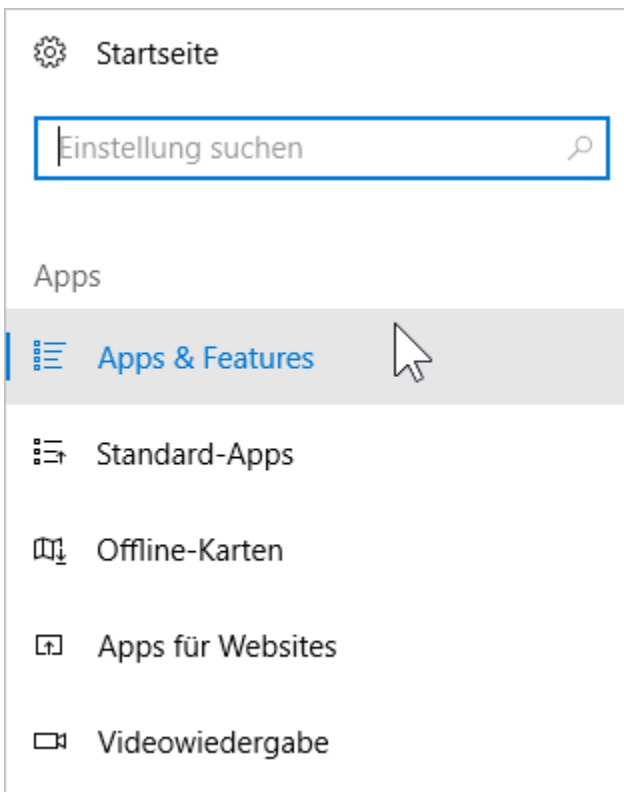 Startseite
Einstellung suchen
Apps
Apps & Features
Standard-Apps
Offline-Karten
Apps für Websites
Videowiedergabe